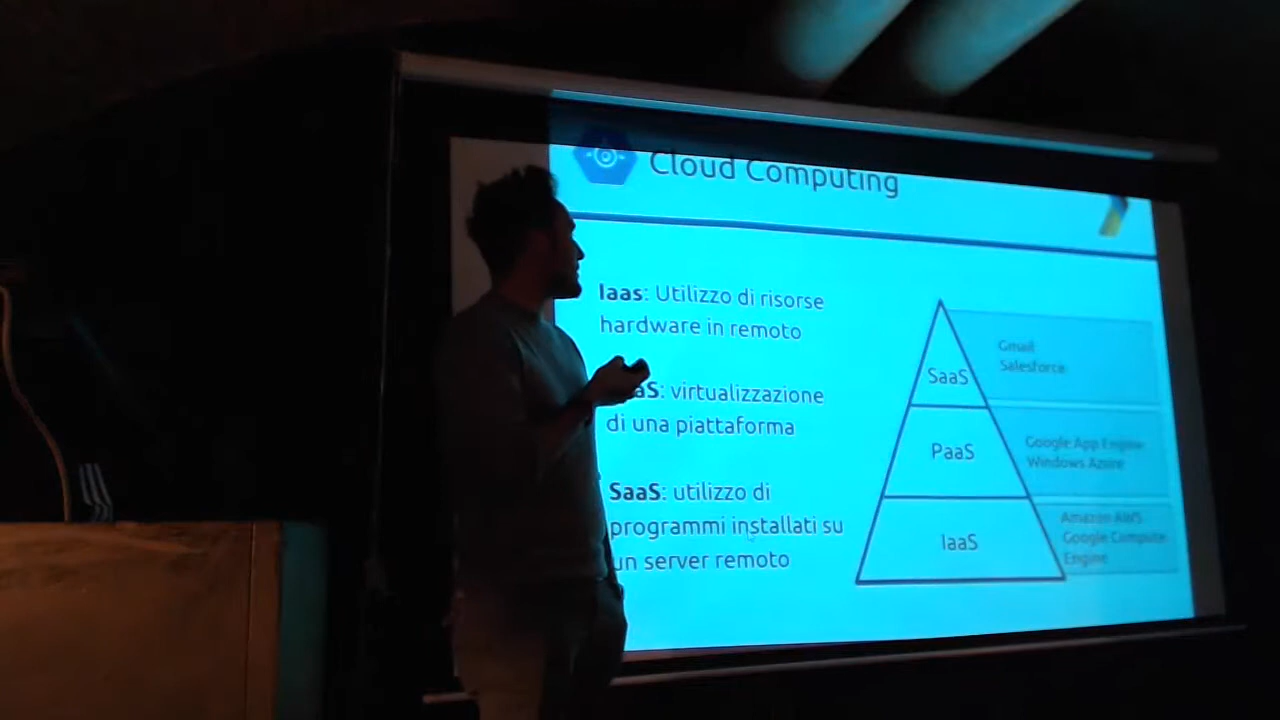 Cloud Computing
Iaas: Utilizzo di risorse
hardware in remoto
aS: virtualizzazione
di una piattaforma
SaaS: utilizzo di
programmi installati su
un server remoto
SaaS
PaaS
IaaS
Gmail
Salesforce
Google App Engine
Windows Azure
Amazon AWS
Google Compute
Engine